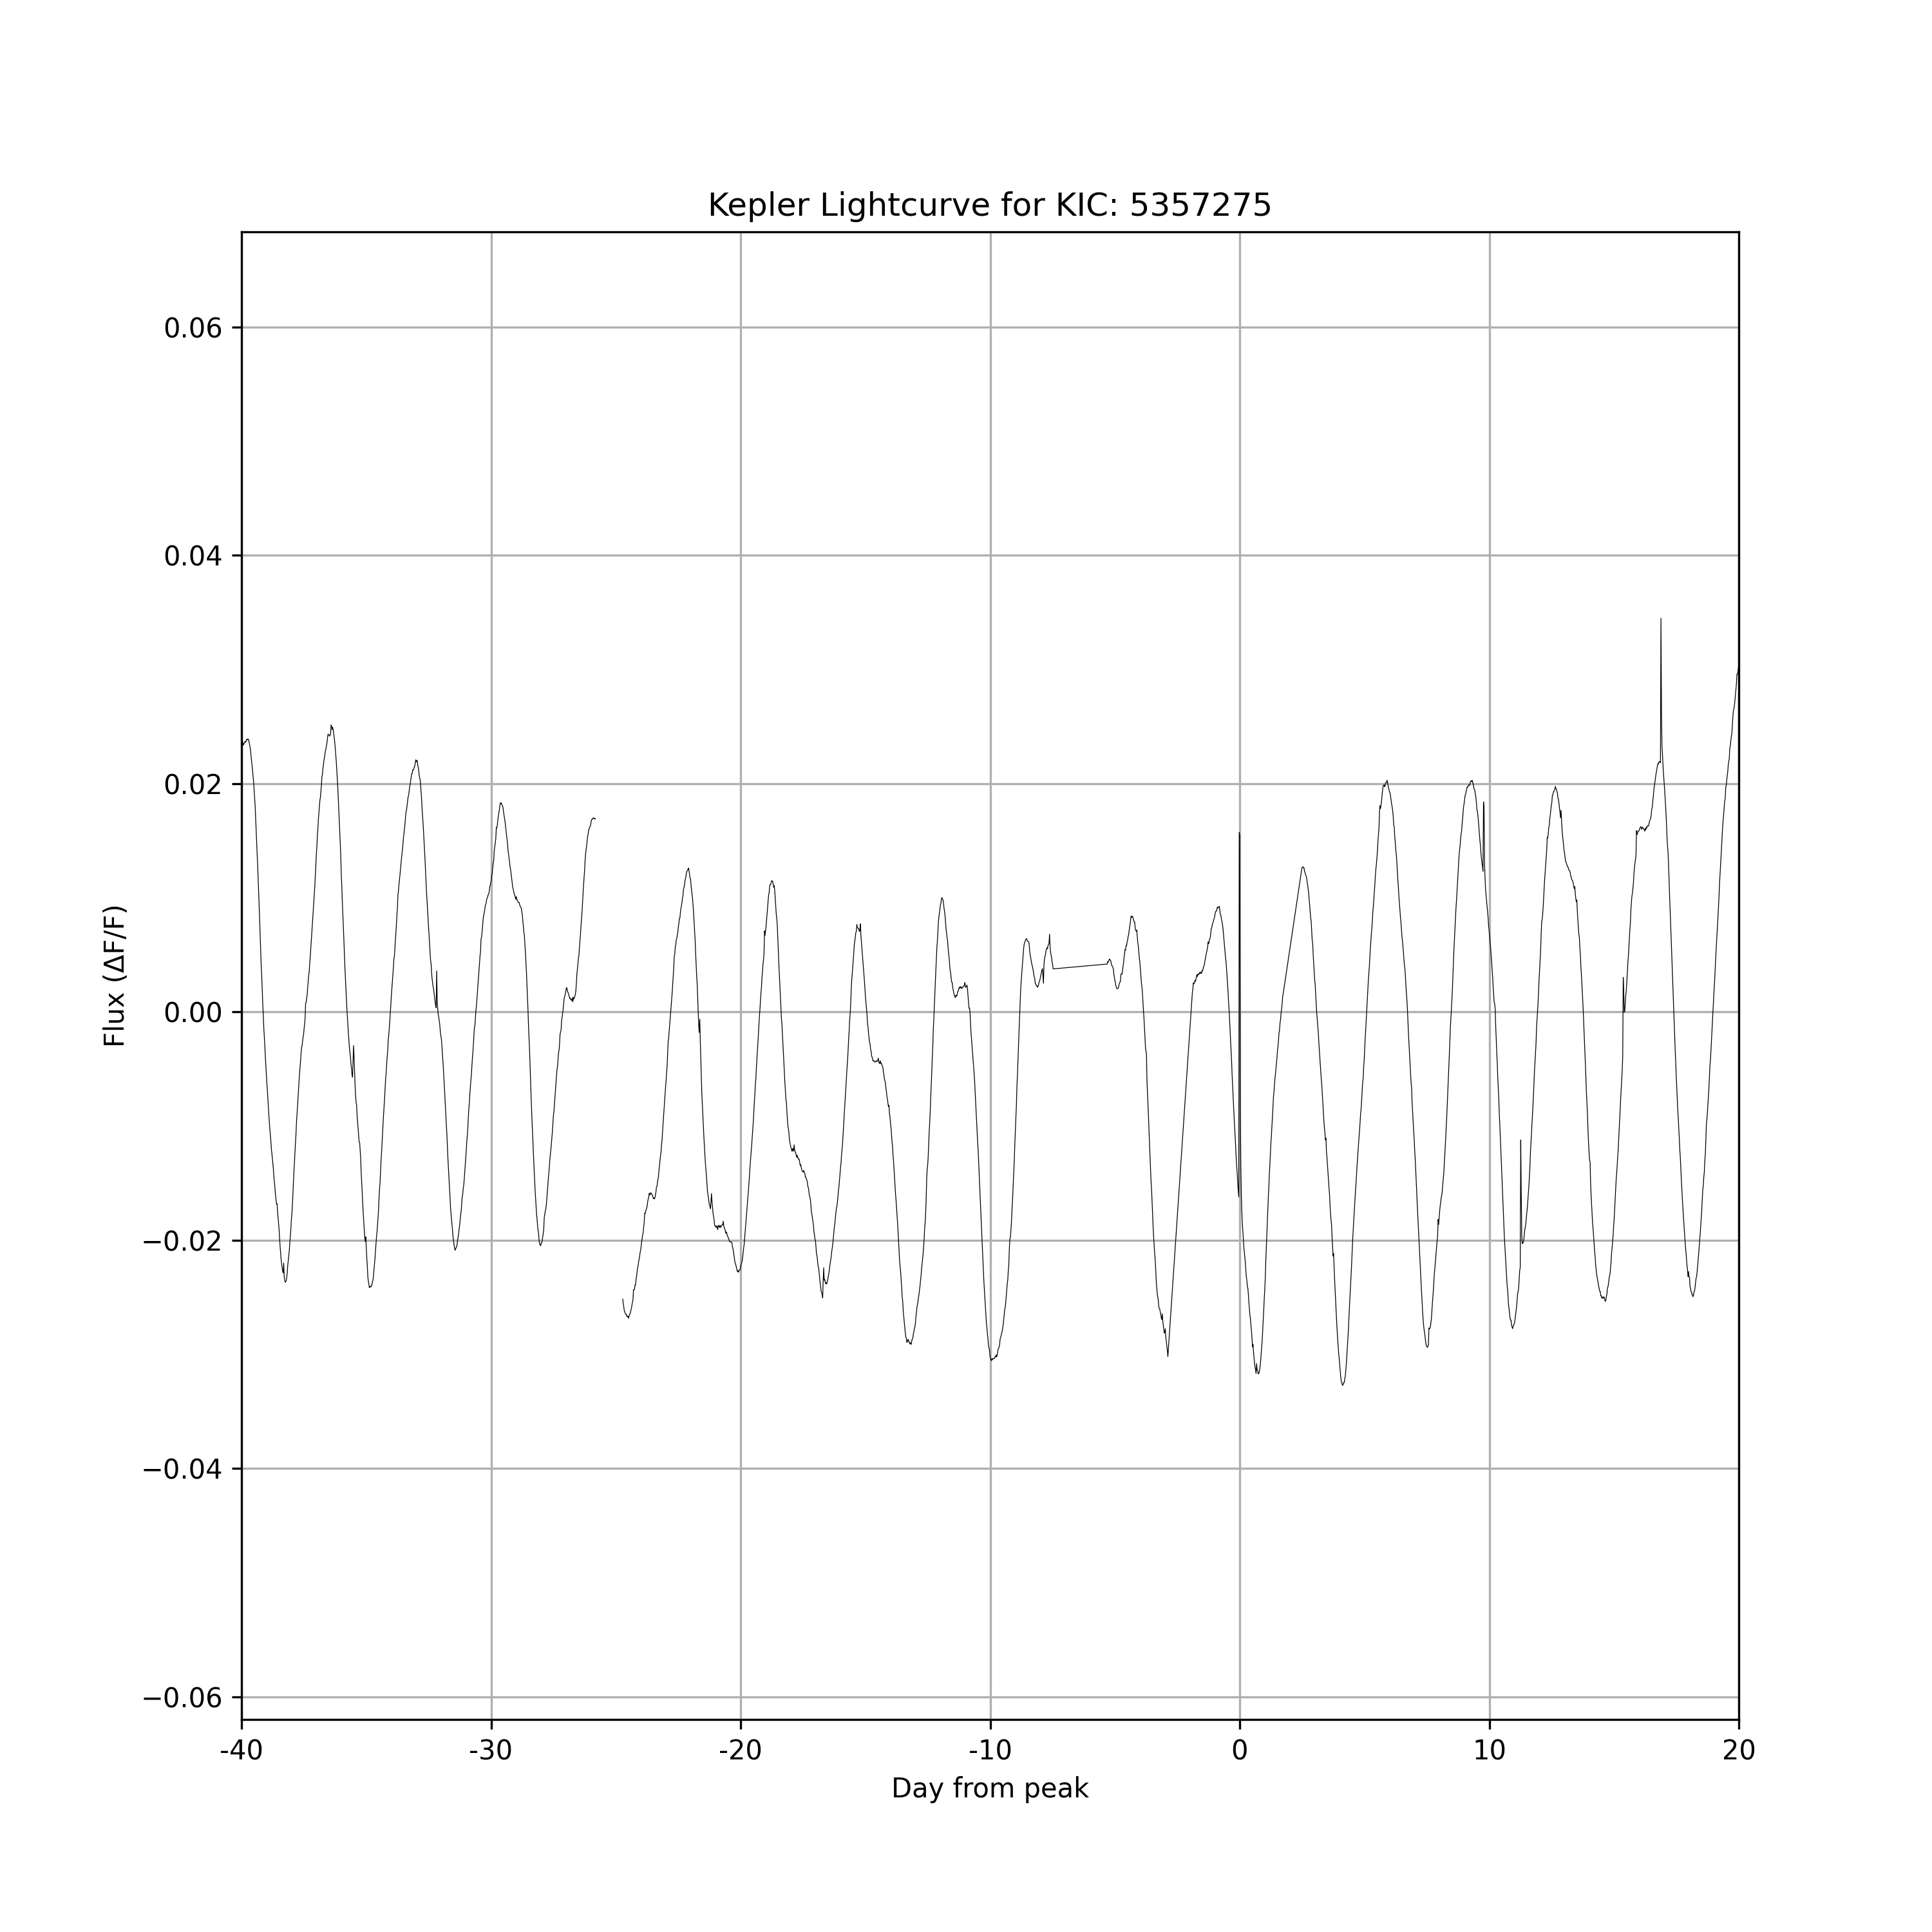 Kepler Lightcurve for KIC: 5357275
Flux (ΔF/F)
0.06
0.04
0.02
0.00
−0.02
−0.04
−0.06
-40 -30 -20 -10 0 10 20
Day from peak